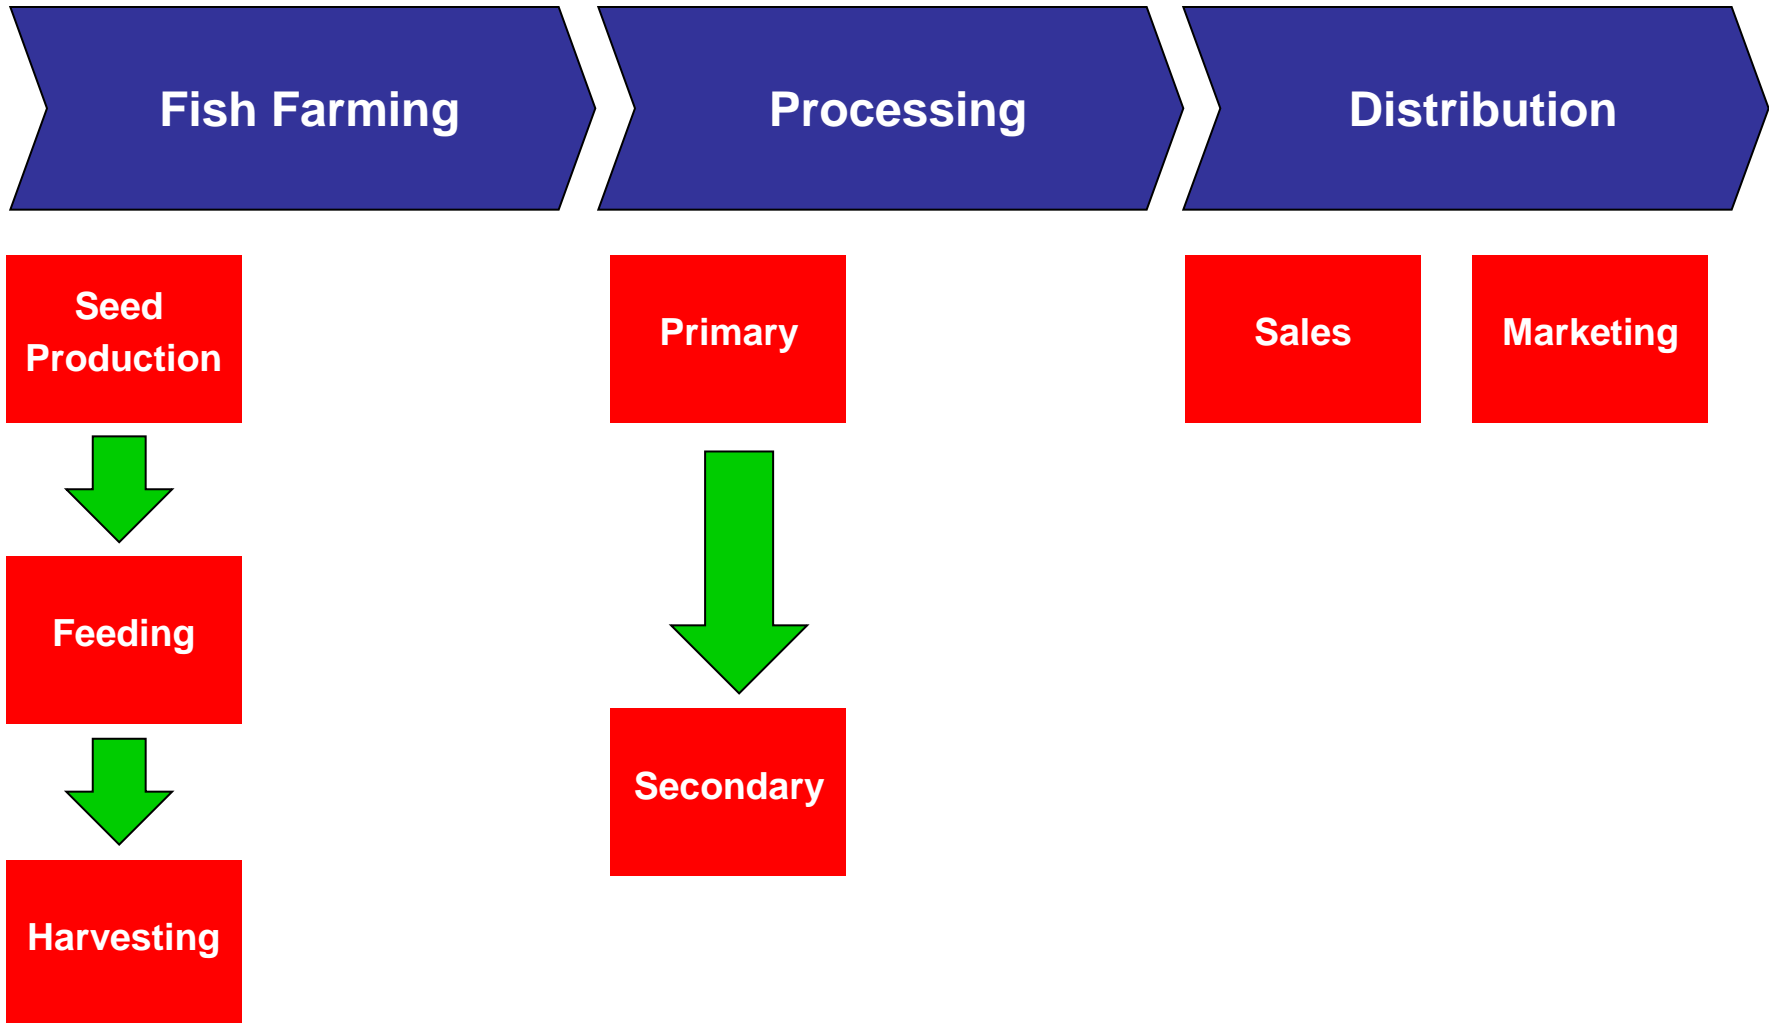 Fish Farming
Processing
Distribution
Seed
Production
Primary
Sales
Marketing
Feeding
Secondary
Harvesting